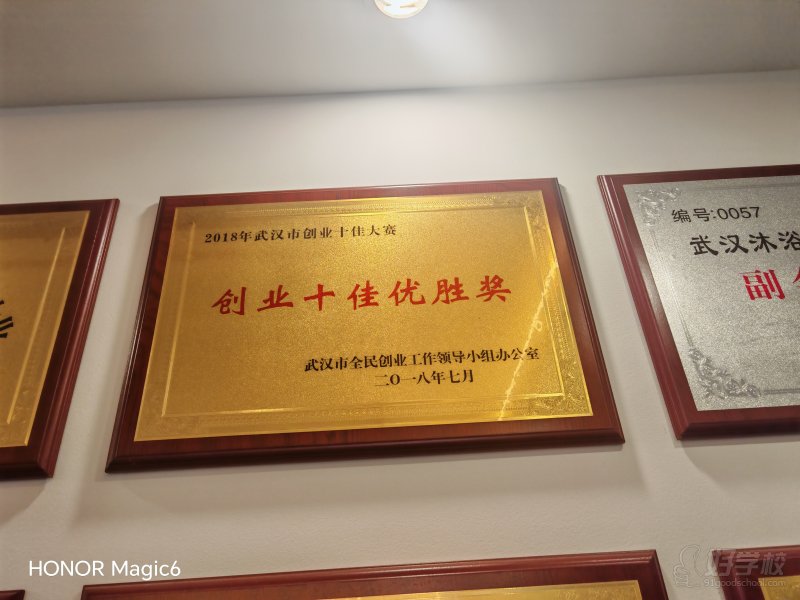 2018年武汉市创业十佳大赛
创业十佳优胜奖
武汉市全民创业工作领导小组办公室
二〇一八年七月
编号:0057
武汉沐浴
副
HONOR Magic6
好学校
91goodschool.com